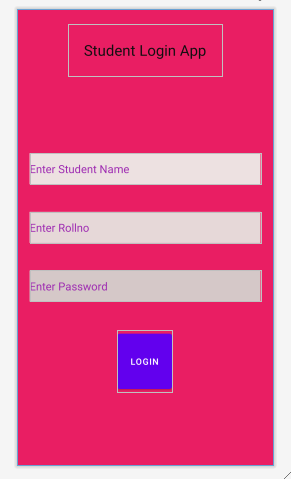 Student Login App
Enter Student Name
Enter Rollno
Enter Password
LOGIN